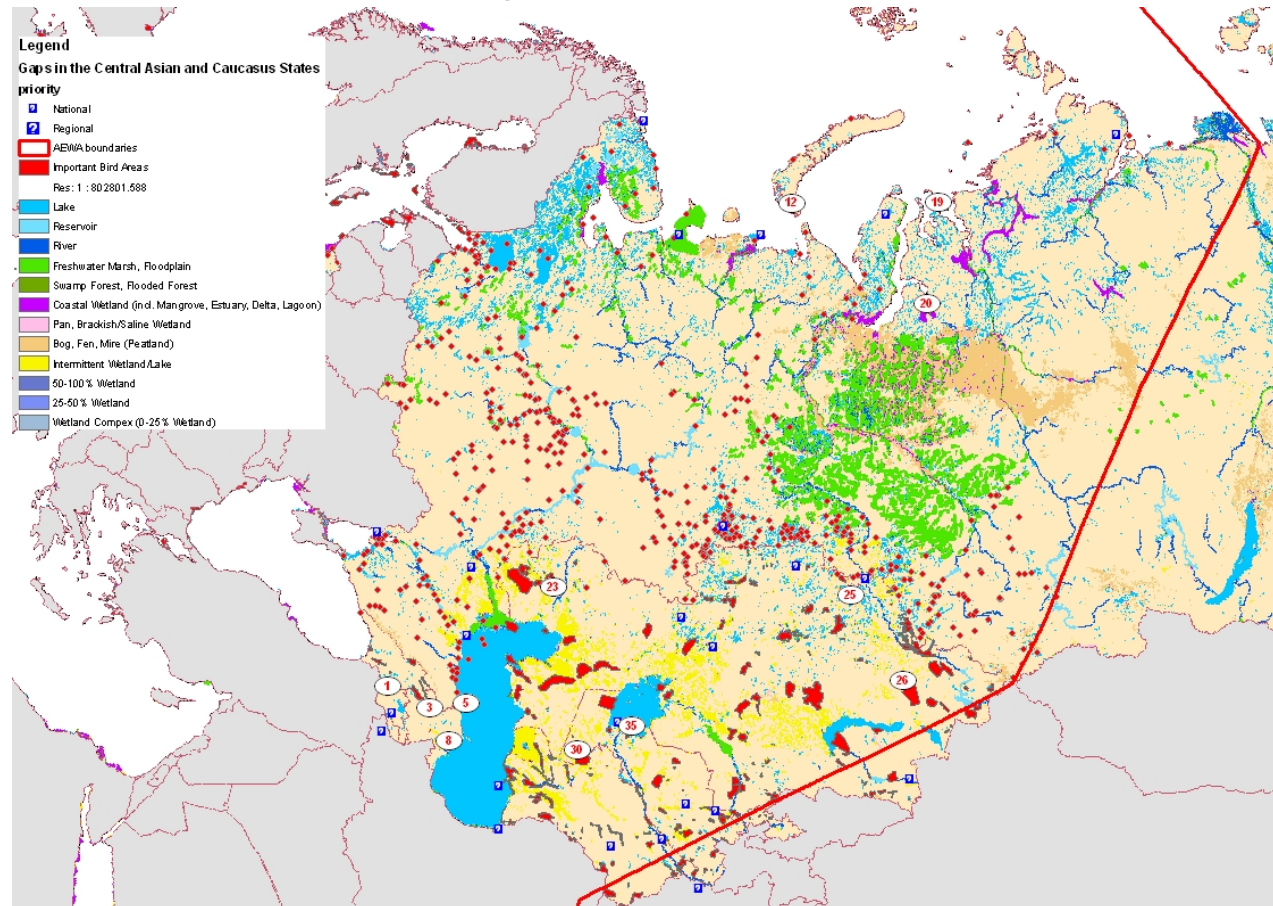 Legend
Gaps in the Central Asian and Caucasus States
priority
? National
? Regional
AEWA boundaries
Important Bird Areas
Res: 1 : 802801.588
Lake
Reservoir
River
Freshwater Marsh, Floodplain
Swamp Forest, Flooded Forest
Coastal Wetland (incl. Mangrove, Estuary, Delta, Lagoon)
Pan, Brackish/Saline Wetland
Bog, Fen, Mire (Peatland)
Intermittent Wetland/Lake
50-100% Wetland
25-50% Wetland
Wetland Compex (0-25% Wetland)
12
19
20
23
25
1
3
5
26
35
8
30